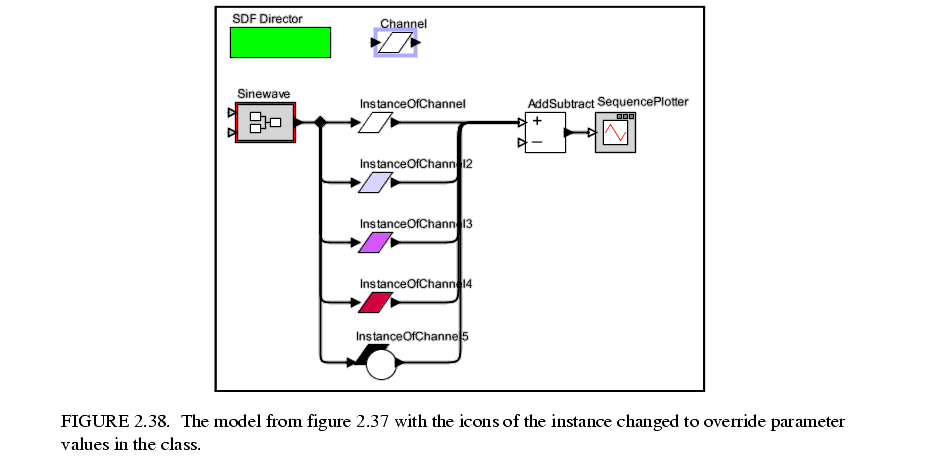 SDF Director
Channel
Sinewave
InstanceOfChannel
AddSubtract
SequencePlotter
+
−
InstanceOfChannel2
InstanceOfChannel3
InstanceOfChannel4
InstanceOfChannel5
FIGURE 2.38. The model from figure 2.37 with the icons of the instance changed to override parameter
values in the class.